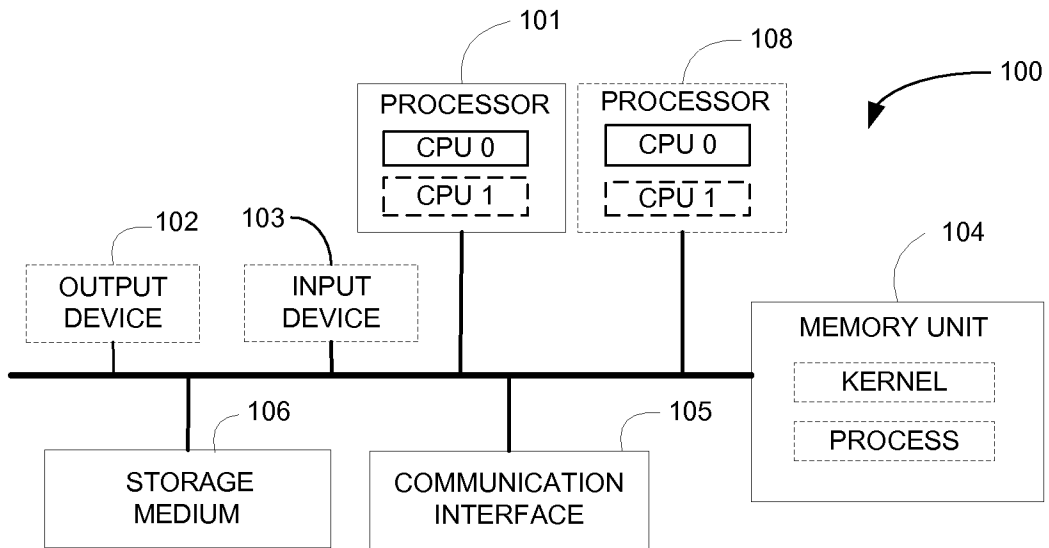 101
108
100
PROCESSOR
CPU 0
CPU 1
PROCESSOR
CPU 0
CPU 1
102
103
104
OUTPUT
DEVICE
INPUT
DEVICE
MEMORY UNIT
KERNEL
PROCESS
106
105
STORAGE
MEDIUM
COMMUNICATION
INTERFACE